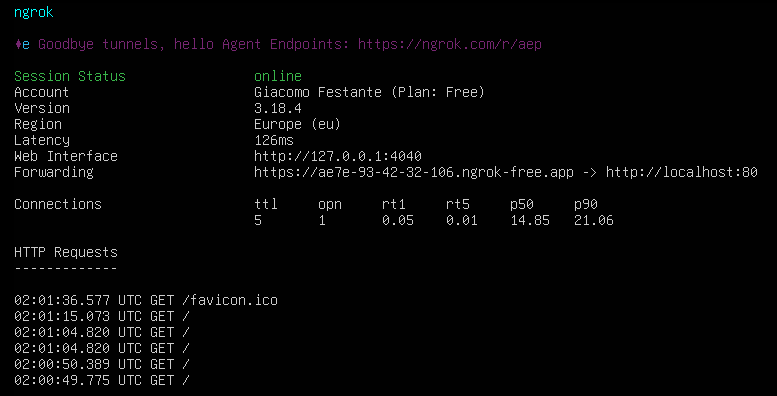 ngrok
♦e Goodbye tunnels, hello Agent Endpoints: https://ngrok.com/r/aep
Session Status online
Account Giacomo Festante (Plan: Free)
Version 3.18.4
Region Europe (eu)
Latency 126ms
Web Interface http://127.0.0.1:4040
Forwarding https://ae7e-93-42-32-106.ngrok-free.app -> http://localhost:80
Connections ttl opn rt1 rt5 p50 p90
5 1 0.05 0.01 14.85 21.06
HTTP Requests
-------------
02:01:36.577 UTC GET /favicon.ico
02:01:15.073 UTC GET /
02:01:04.820 UTC GET /
02:01:04.820 UTC GET /
02:00:50.389 UTC GET /
02:00:49.775 UTC GET /